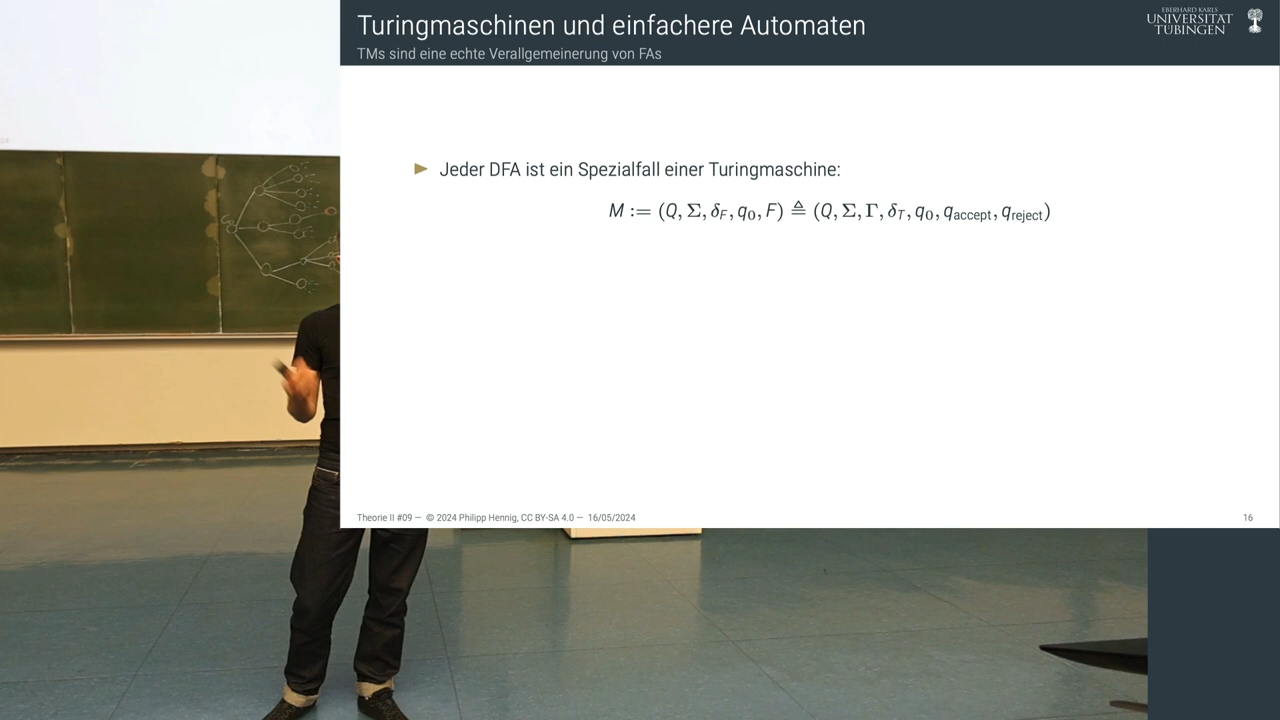 Turingmaschinen und einfachere Automaten
TMs sind eine echte Verallgemeinerung von FAs
EBERHARD KARLS
UNIVERSITÄT
TÜBINGEN
► Jeder DFA ist ein Spezialfall einer Turingmaschine:
M := (Q, Σ, δ_F, q_0, F) ≙ (Q, Σ, Γ, δ_T, q_0, q_accept, q_reject)
Theorie II #09 — © 2024 Philipp Hennig, CC BY-SA 4.0 — 16/05/2024
16